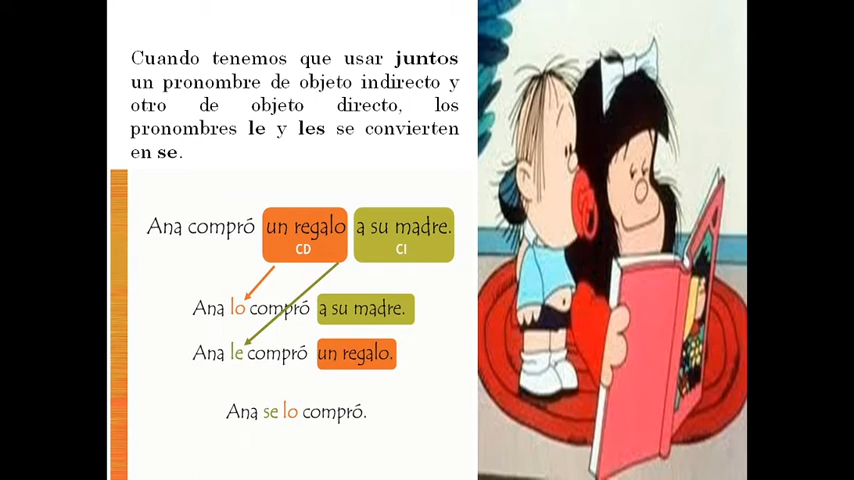 Cuando tenemos que usar juntos
un pronombre de objeto indirecto y
otro de objeto directo, los
pronombres le y les se convierten
en se.
Ana compró un regalo a su madre.
CD CI
Ana lo compró a su madre.
Ana le compró un regalo.
Ana se lo compró.